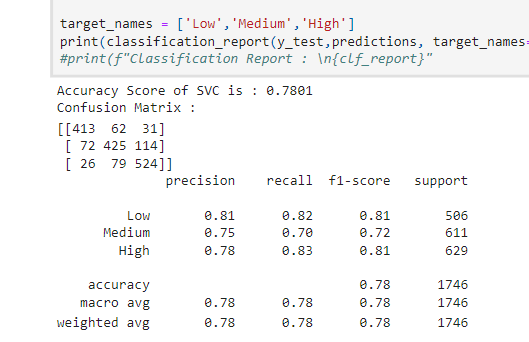 target_names = ['Low','Medium','High']
print(classification_report(y_test,predictions, target_names=
#print(f"Classification Report : \n{clf_report}"
Accuracy Score of SVC is : 0.7801
Confusion Matrix :
[[413  62  31]
 [ 72 425 114]
 [ 26  79 524]]
              precision    recall  f1-score   support

         Low       0.81      0.82      0.81       506
      Medium       0.75      0.70      0.72       611
        High       0.78      0.83      0.81       629

    accuracy                           0.78      1746
   macro avg       0.78      0.78      0.78      1746
weighted avg       0.78      0.78      0.78      1746